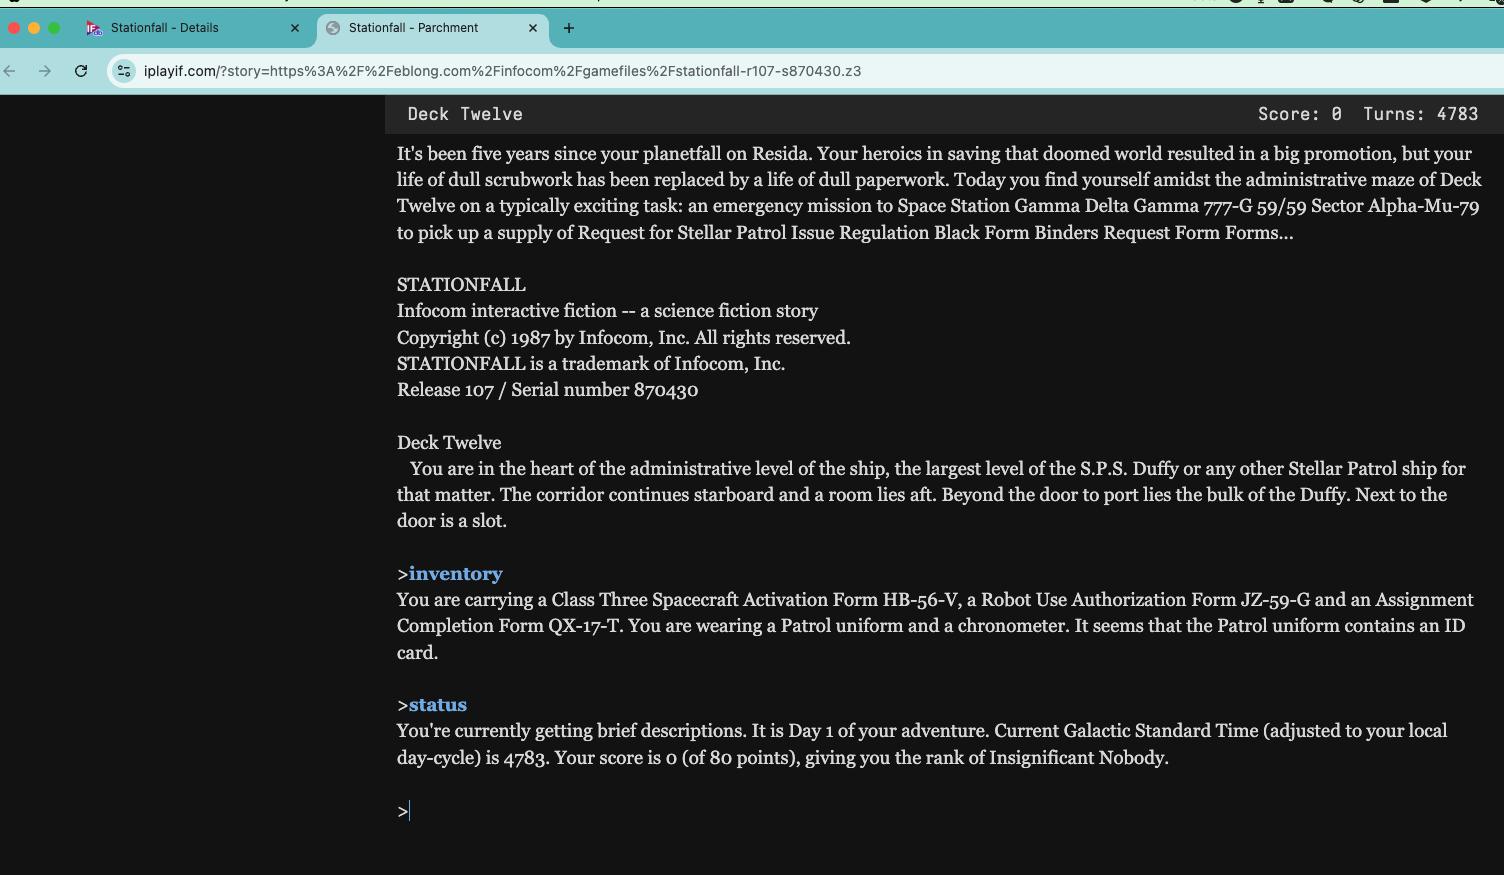 Stationfall - Details
Stationfall - Parchment
iplayif.com/?story=https%3A%2F%2Feblong.com%2Finfocom%2Fgamefiles%2Fstationfall-r107-s870430.z3
Deck Twelve Score: 0 Turns: 4783
It's been five years since your planetfall on Resida. Your heroics in saving that doomed world resulted in a big promotion, but your
life of dull scrubwork has been replaced by a life of dull paperwork. Today you find yourself amidst the administrative maze of Deck
Twelve on a typically exciting task: an emergency mission to Space Station Gamma Delta Gamma 777-G 59/59 Sector Alpha-Mu-79
to pick up a supply of Request for Stellar Patrol Issue Regulation Black Form Binders Request Form Forms...
STATIONFALL
Infocom interactive fiction -- a science fiction story
Copyright (c) 1987 by Infocom, Inc. All rights reserved.
STATIONFALL is a trademark of Infocom, Inc.
Release 107 / Serial number 870430
Deck Twelve
You are in the heart of the administrative level of the ship, the largest level of the S.P.S. Duffy or any other Stellar Patrol ship for
that matter. The corridor continues starboard and a room lies aft. Beyond the door to port lies the bulk of the Duffy. Next to the
door is a slot.
>inventory
You are carrying a Class Three Spacecraft Activation Form HB-56-V, a Robot Use Authorization Form JZ-59-G and an Assignment
Completion Form QX-17-T. You are wearing a Patrol uniform and a chronometer. It seems that the Patrol uniform contains an ID
card.
>status
You're currently getting brief descriptions. It is Day 1 of your adventure. Current Galactic Standard Time (adjusted to your local
day-cycle) is 4783. Your score is 0 (of 80 points), giving you the rank of Insignificant Nobody.
>